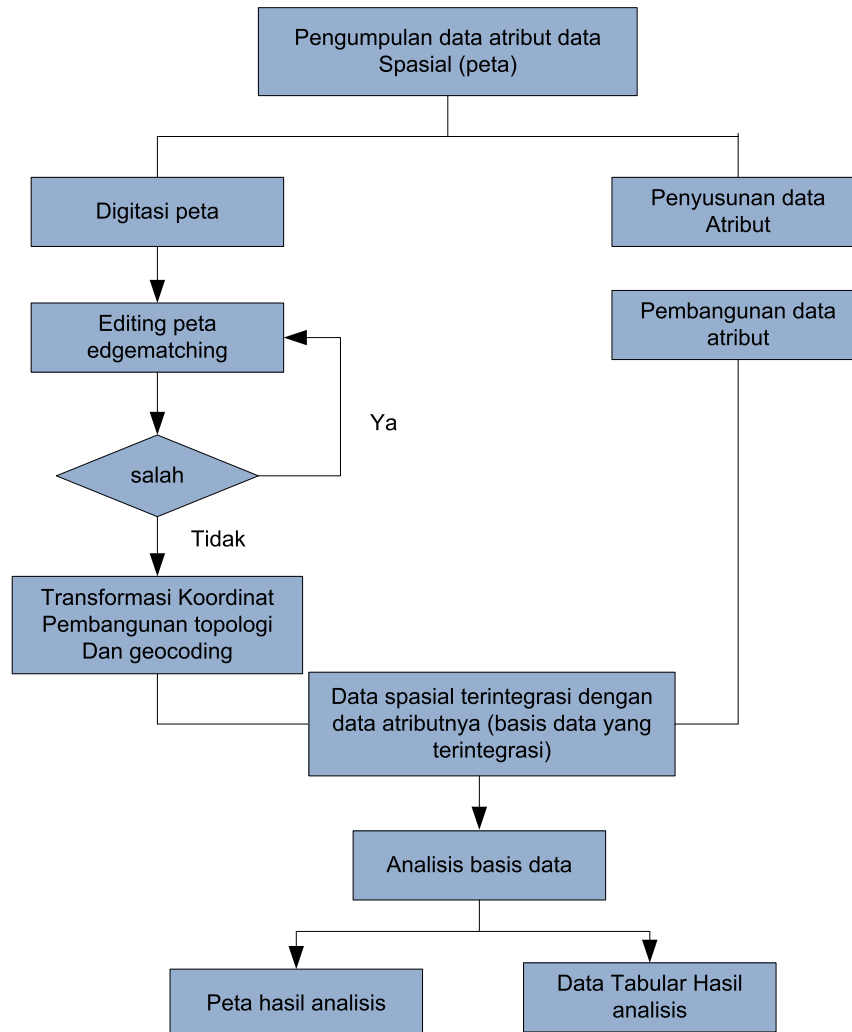 Pengumpulan data atribut data
Spasial (peta)
Digitasi peta
Penyusunan data
Atribut
Editing peta
edgematching
Pembangunan data
atribut
Ya
salah
Tidak
Transformasi Koordinat
Pembangunan topologi
Dan geocoding
Data spasial terintegrasi dengan
data atributnya (basis data yang
terintegrasi)
Analisis basis data
Peta hasil analisis
Data Tabular Hasil
analisis